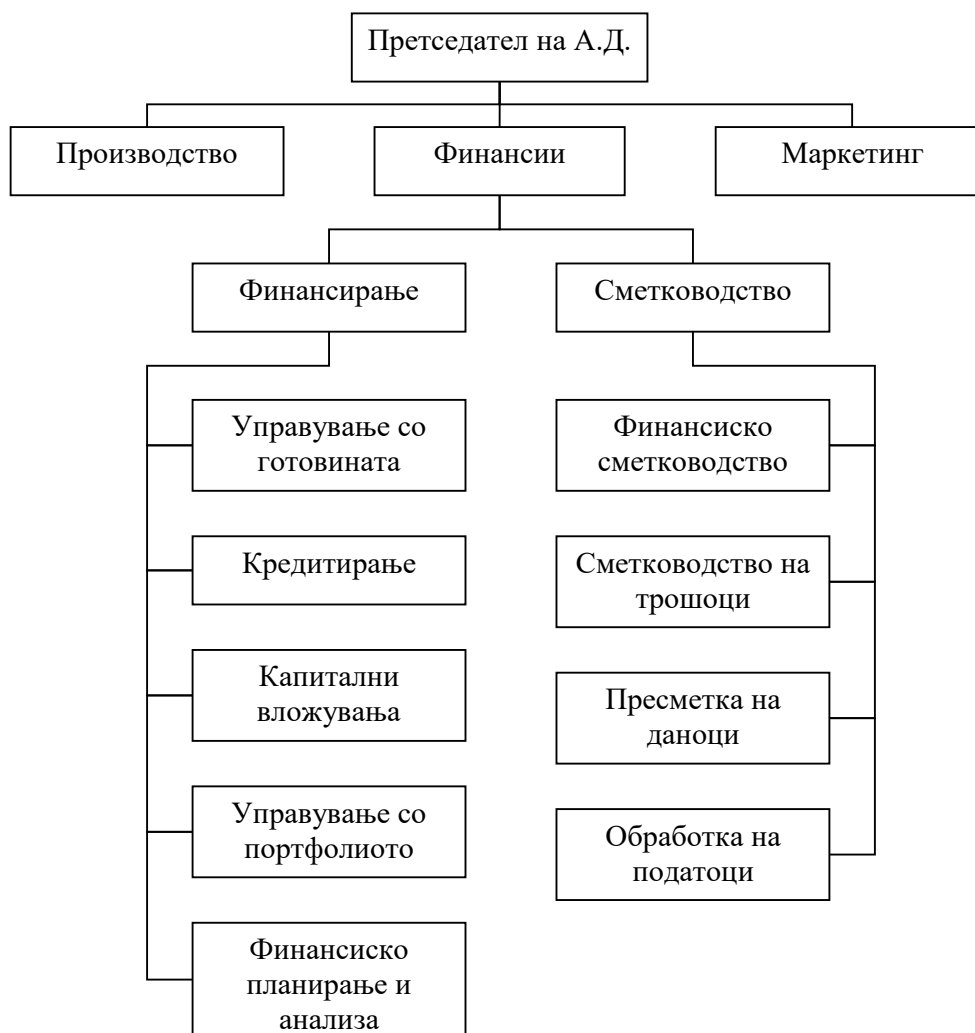 Претседател на А.Д.
Производство
Финансии
Маркетинг
Финансирање
Сметководство
Управување со
готовината
Кредитирање
Капитални
вложувања
Управување со
портфолиото
Финансиско
планирање и
анализа
Финансиско
сметководство
Сметководство на
трошоци
Пресметка на
даноци
Обработка на
податоци